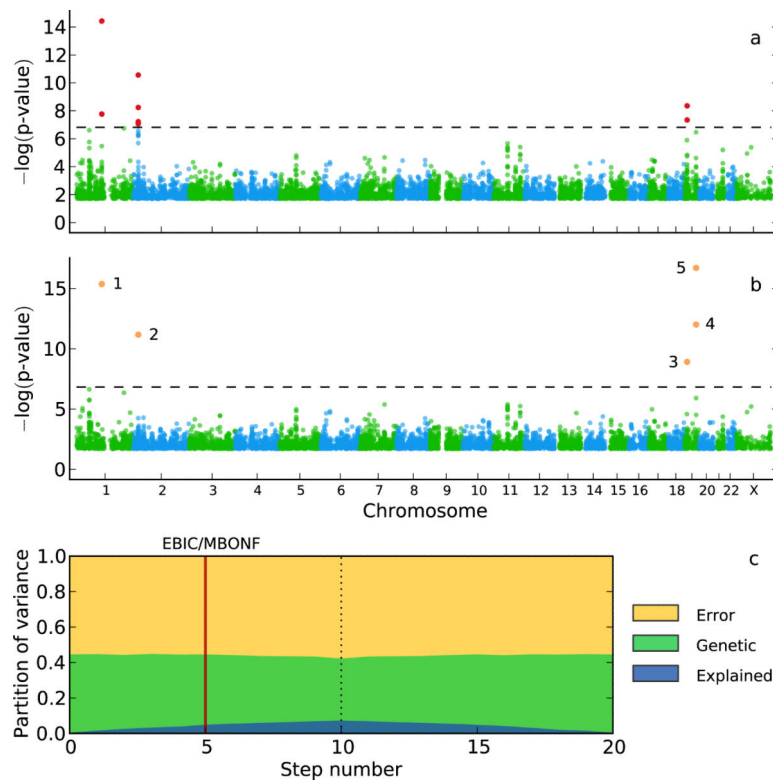 a
−log(p-value)
14
12
10
8
6
4
2
0
b
−log(p-value)
15
10
5
0
1
2
5
4
3
1 2 3 4 5 6 7 8 9 10 11 12 13 14 15 16 18 20 22 X
Chromosome
EBIC/MBONF
c
Partition of variance
1.0
0.8
0.6
0.4
0.2
0.0
0 5 10 15 20
Step number
Error
Genetic
Explained